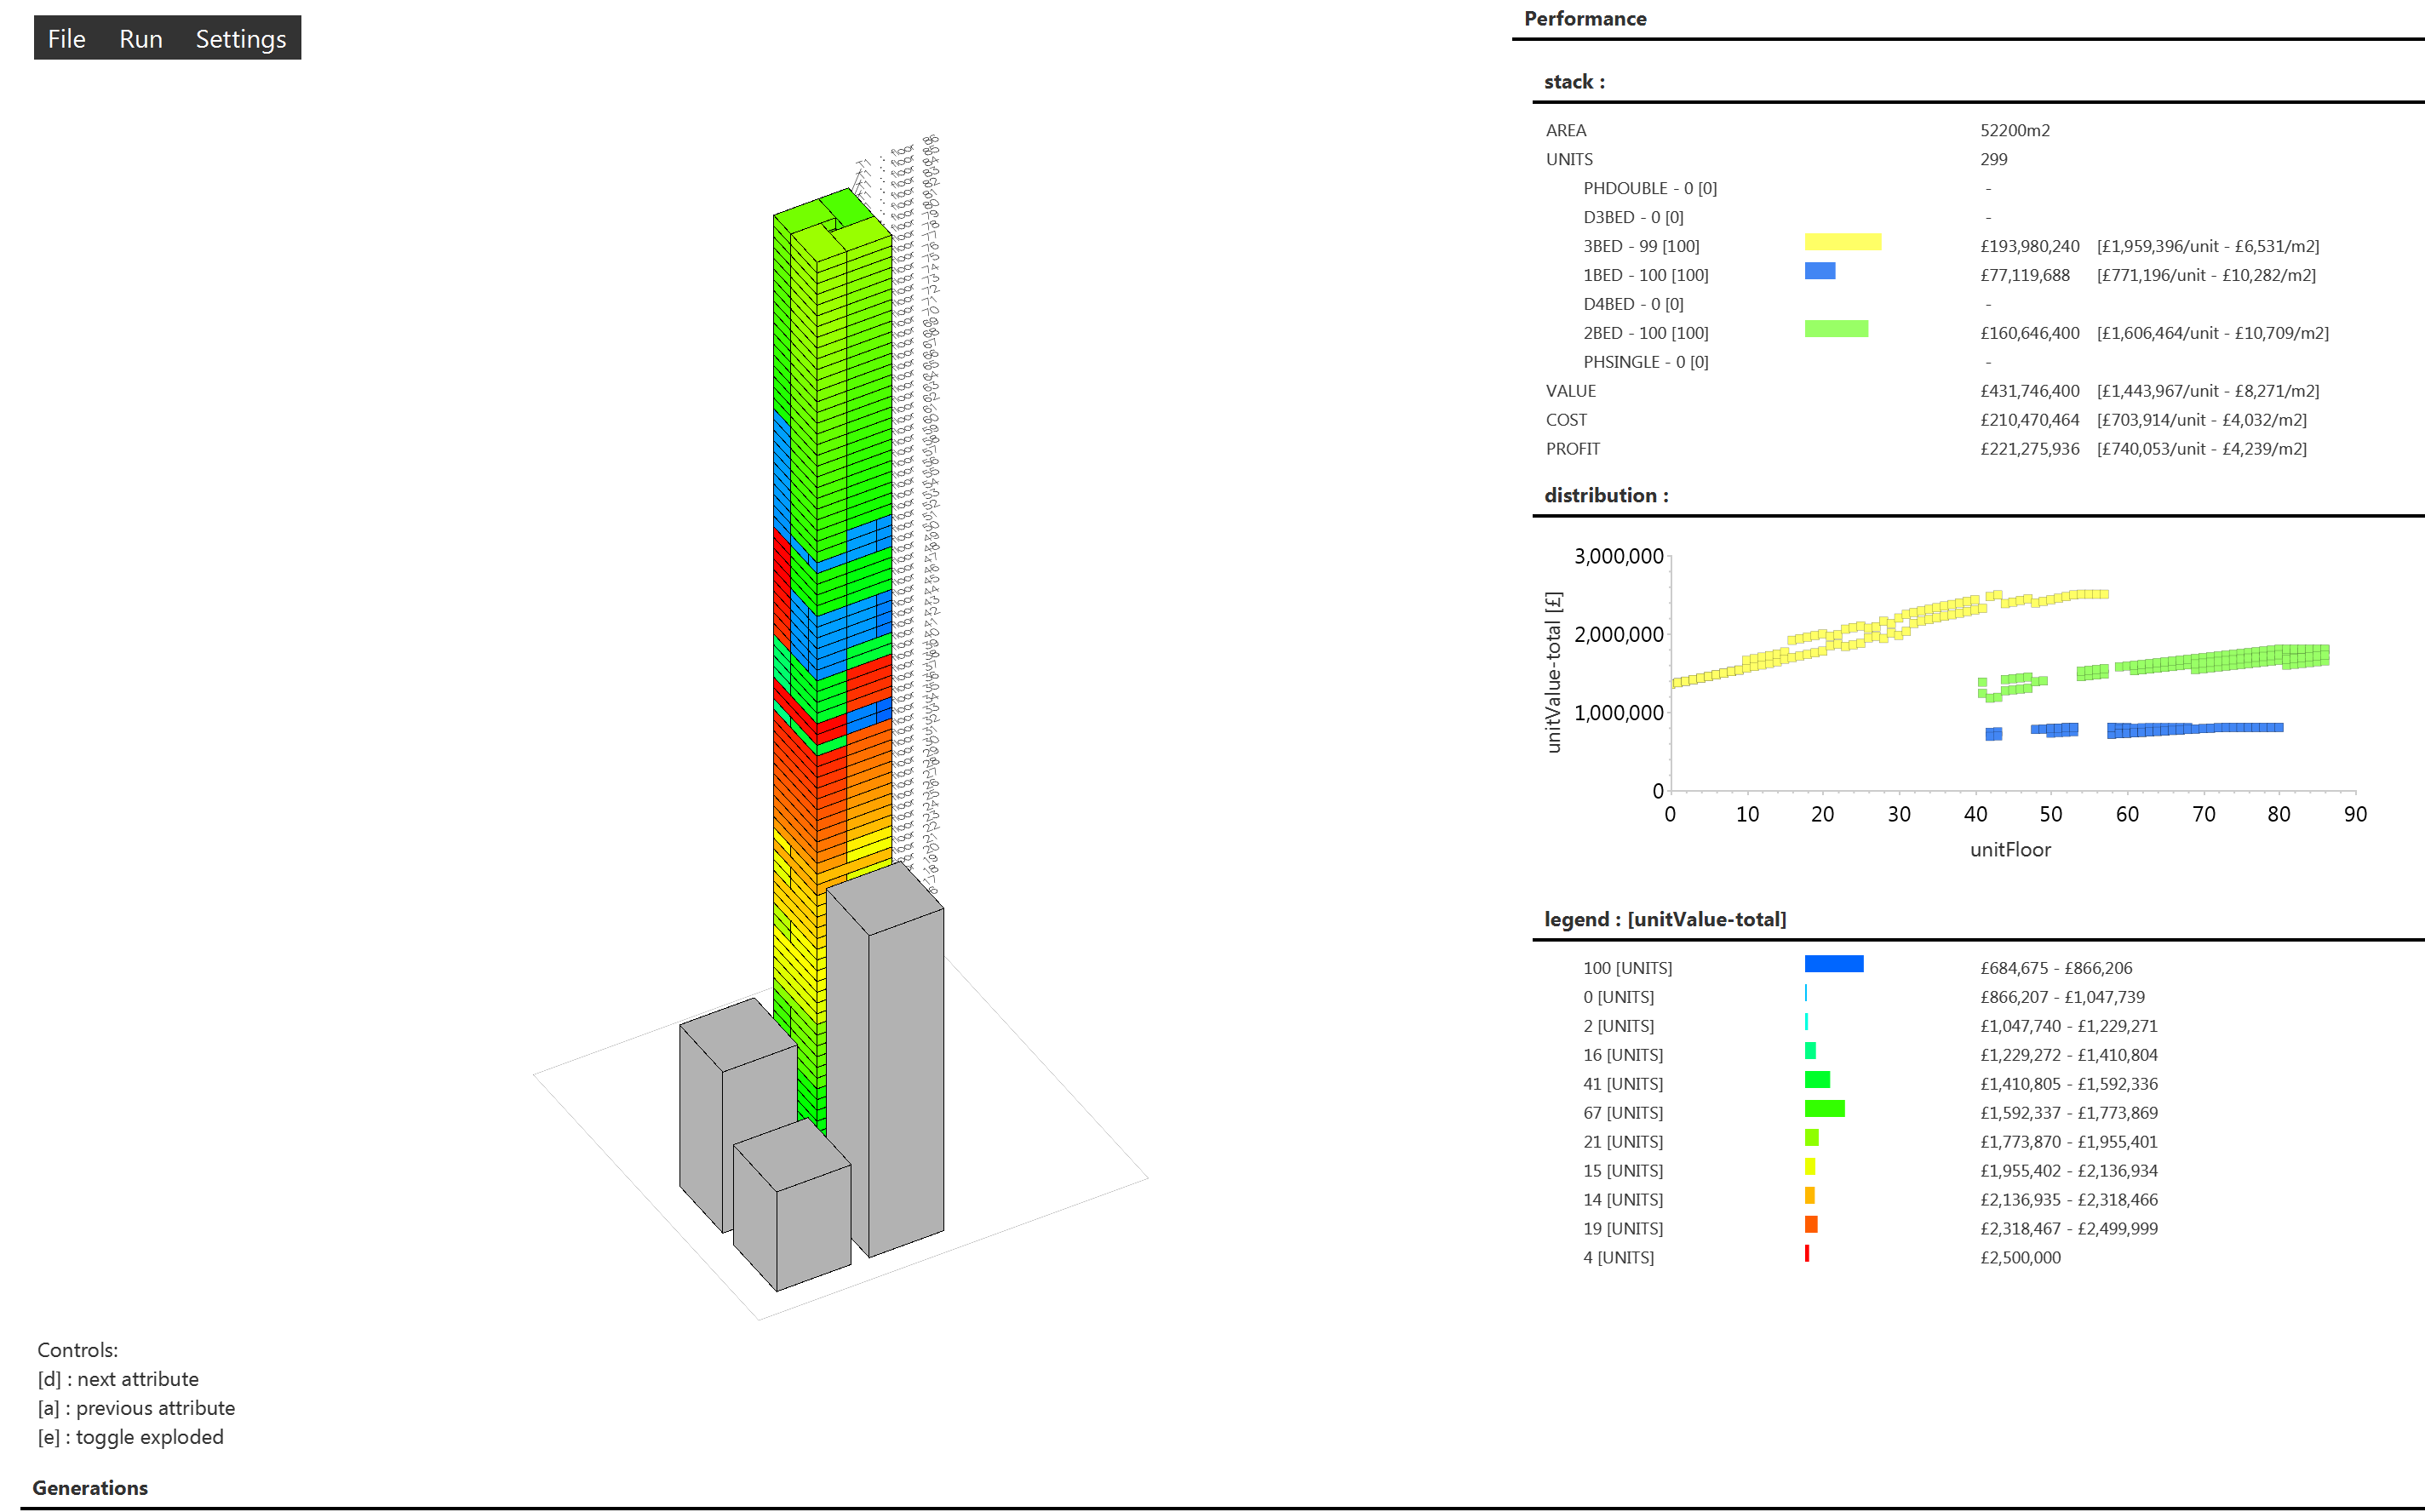 File Run Settings
Performance
stack :
AREA 52200m2
UNITS 299
PHDOUBLE - 0 [0] -
D3BED - 0 [0] -
3BED - 99 [100] £193,980,240 [£1,959,396/unit - £6,531/m2]
1BED - 100 [100] £77,119,688 [£771,196/unit - £10,282/m2]
D4BED - 0 [0] -
2BED - 100 [100] £160,646,400 [£1,606,464/unit - £10,709/m2]
PHSINGLE - 0 [0] -
VALUE £431,746,400 [£1,443,967/unit - £8,271/m2]
COST £210,470,464 [£703,914/unit - £4,032/m2]
PROFIT £221,275,936 [£740,053/unit - £4,239/m2]
distribution :
unitValue-total [£]
3,000,000
2,000,000
1,000,000
0
0 10 20 30 40 50 60 70 80 90
unitFloor
legend : [unitValue-total]
100 [UNITS] £684,675 - £866,206
0 [UNITS] £866,207 - £1,047,739
2 [UNITS] £1,047,740 - £1,229,271
16 [UNITS] £1,229,272 - £1,410,804
41 [UNITS] £1,410,805 - £1,592,336
67 [UNITS] £1,592,337 - £1,773,869
21 [UNITS] £1,773,870 - £1,955,401
15 [UNITS] £1,955,402 - £2,136,934
14 [UNITS] £2,136,935 - £2,318,466
19 [UNITS] £2,318,467 - £2,499,999
4 [UNITS] £2,500,000
Controls:
[d] : next attribute
[a] : previous attribute
[e] : toggle exploded
Generations